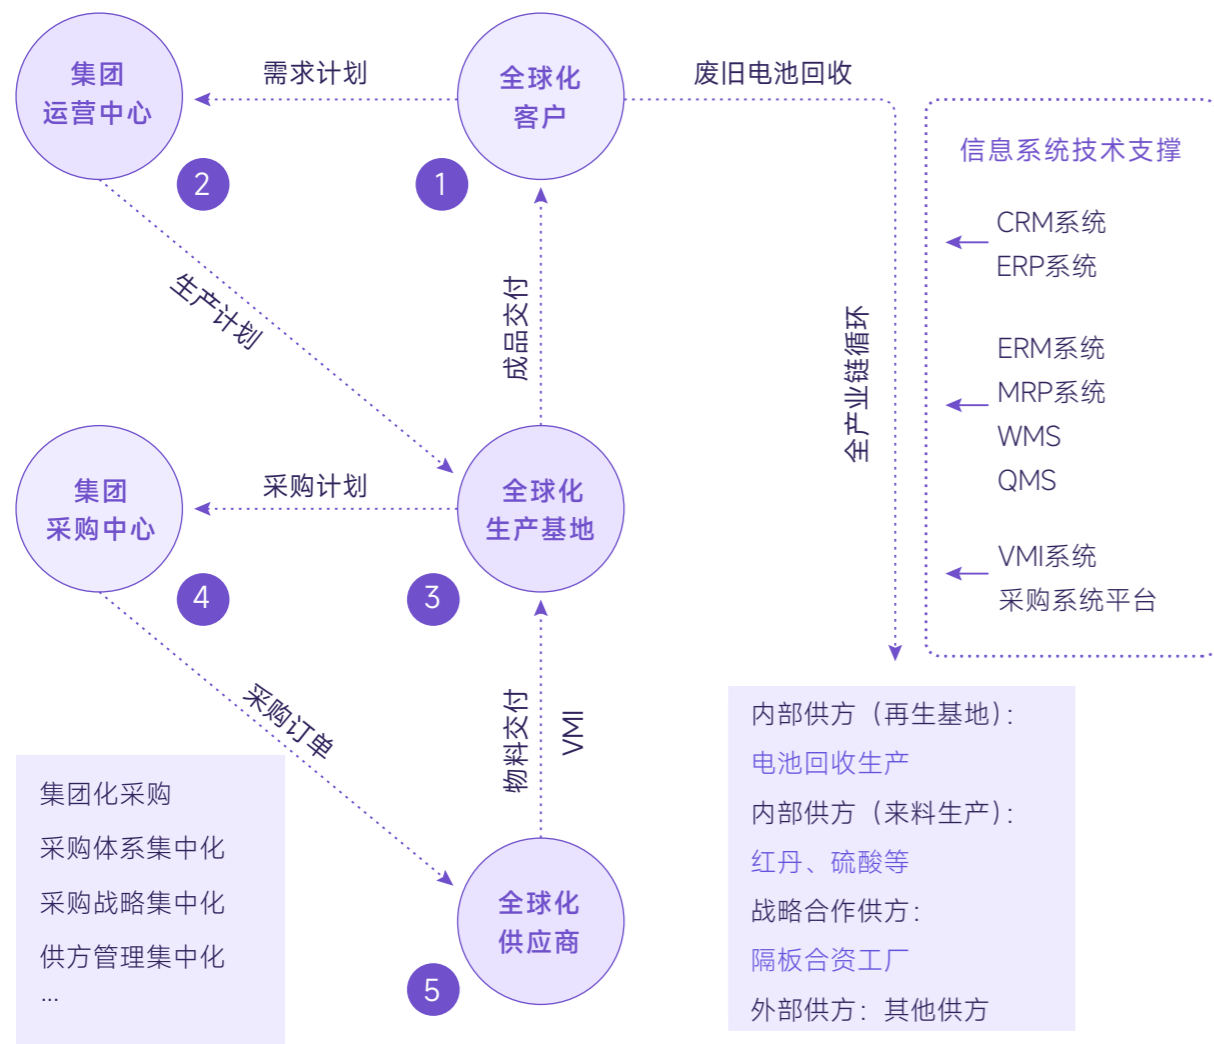 集团
运营中心
需求计划
全球化
客户
废旧电池回收
2
1
生产计划
成品交付
全产业链循环
信息系统技术支撑
CRM系统
ERP系统
ERM系统
MRP系统
WMS
QMS
VMI系统
采购系统平台
集团
采购中心
采购计划
全球化
生产基地
4
3
采购订单
物料交付
VMI
全球化
供应商
5
集团化采购
采购体系集中化
采购战略集中化
供方管理集中化
...
内部供方（再生基地）：
电池回收生产
内部供方（来料生产）：
红丹、硫酸等
战略合作供方：
隔板合资工厂
外部供方：其他供方